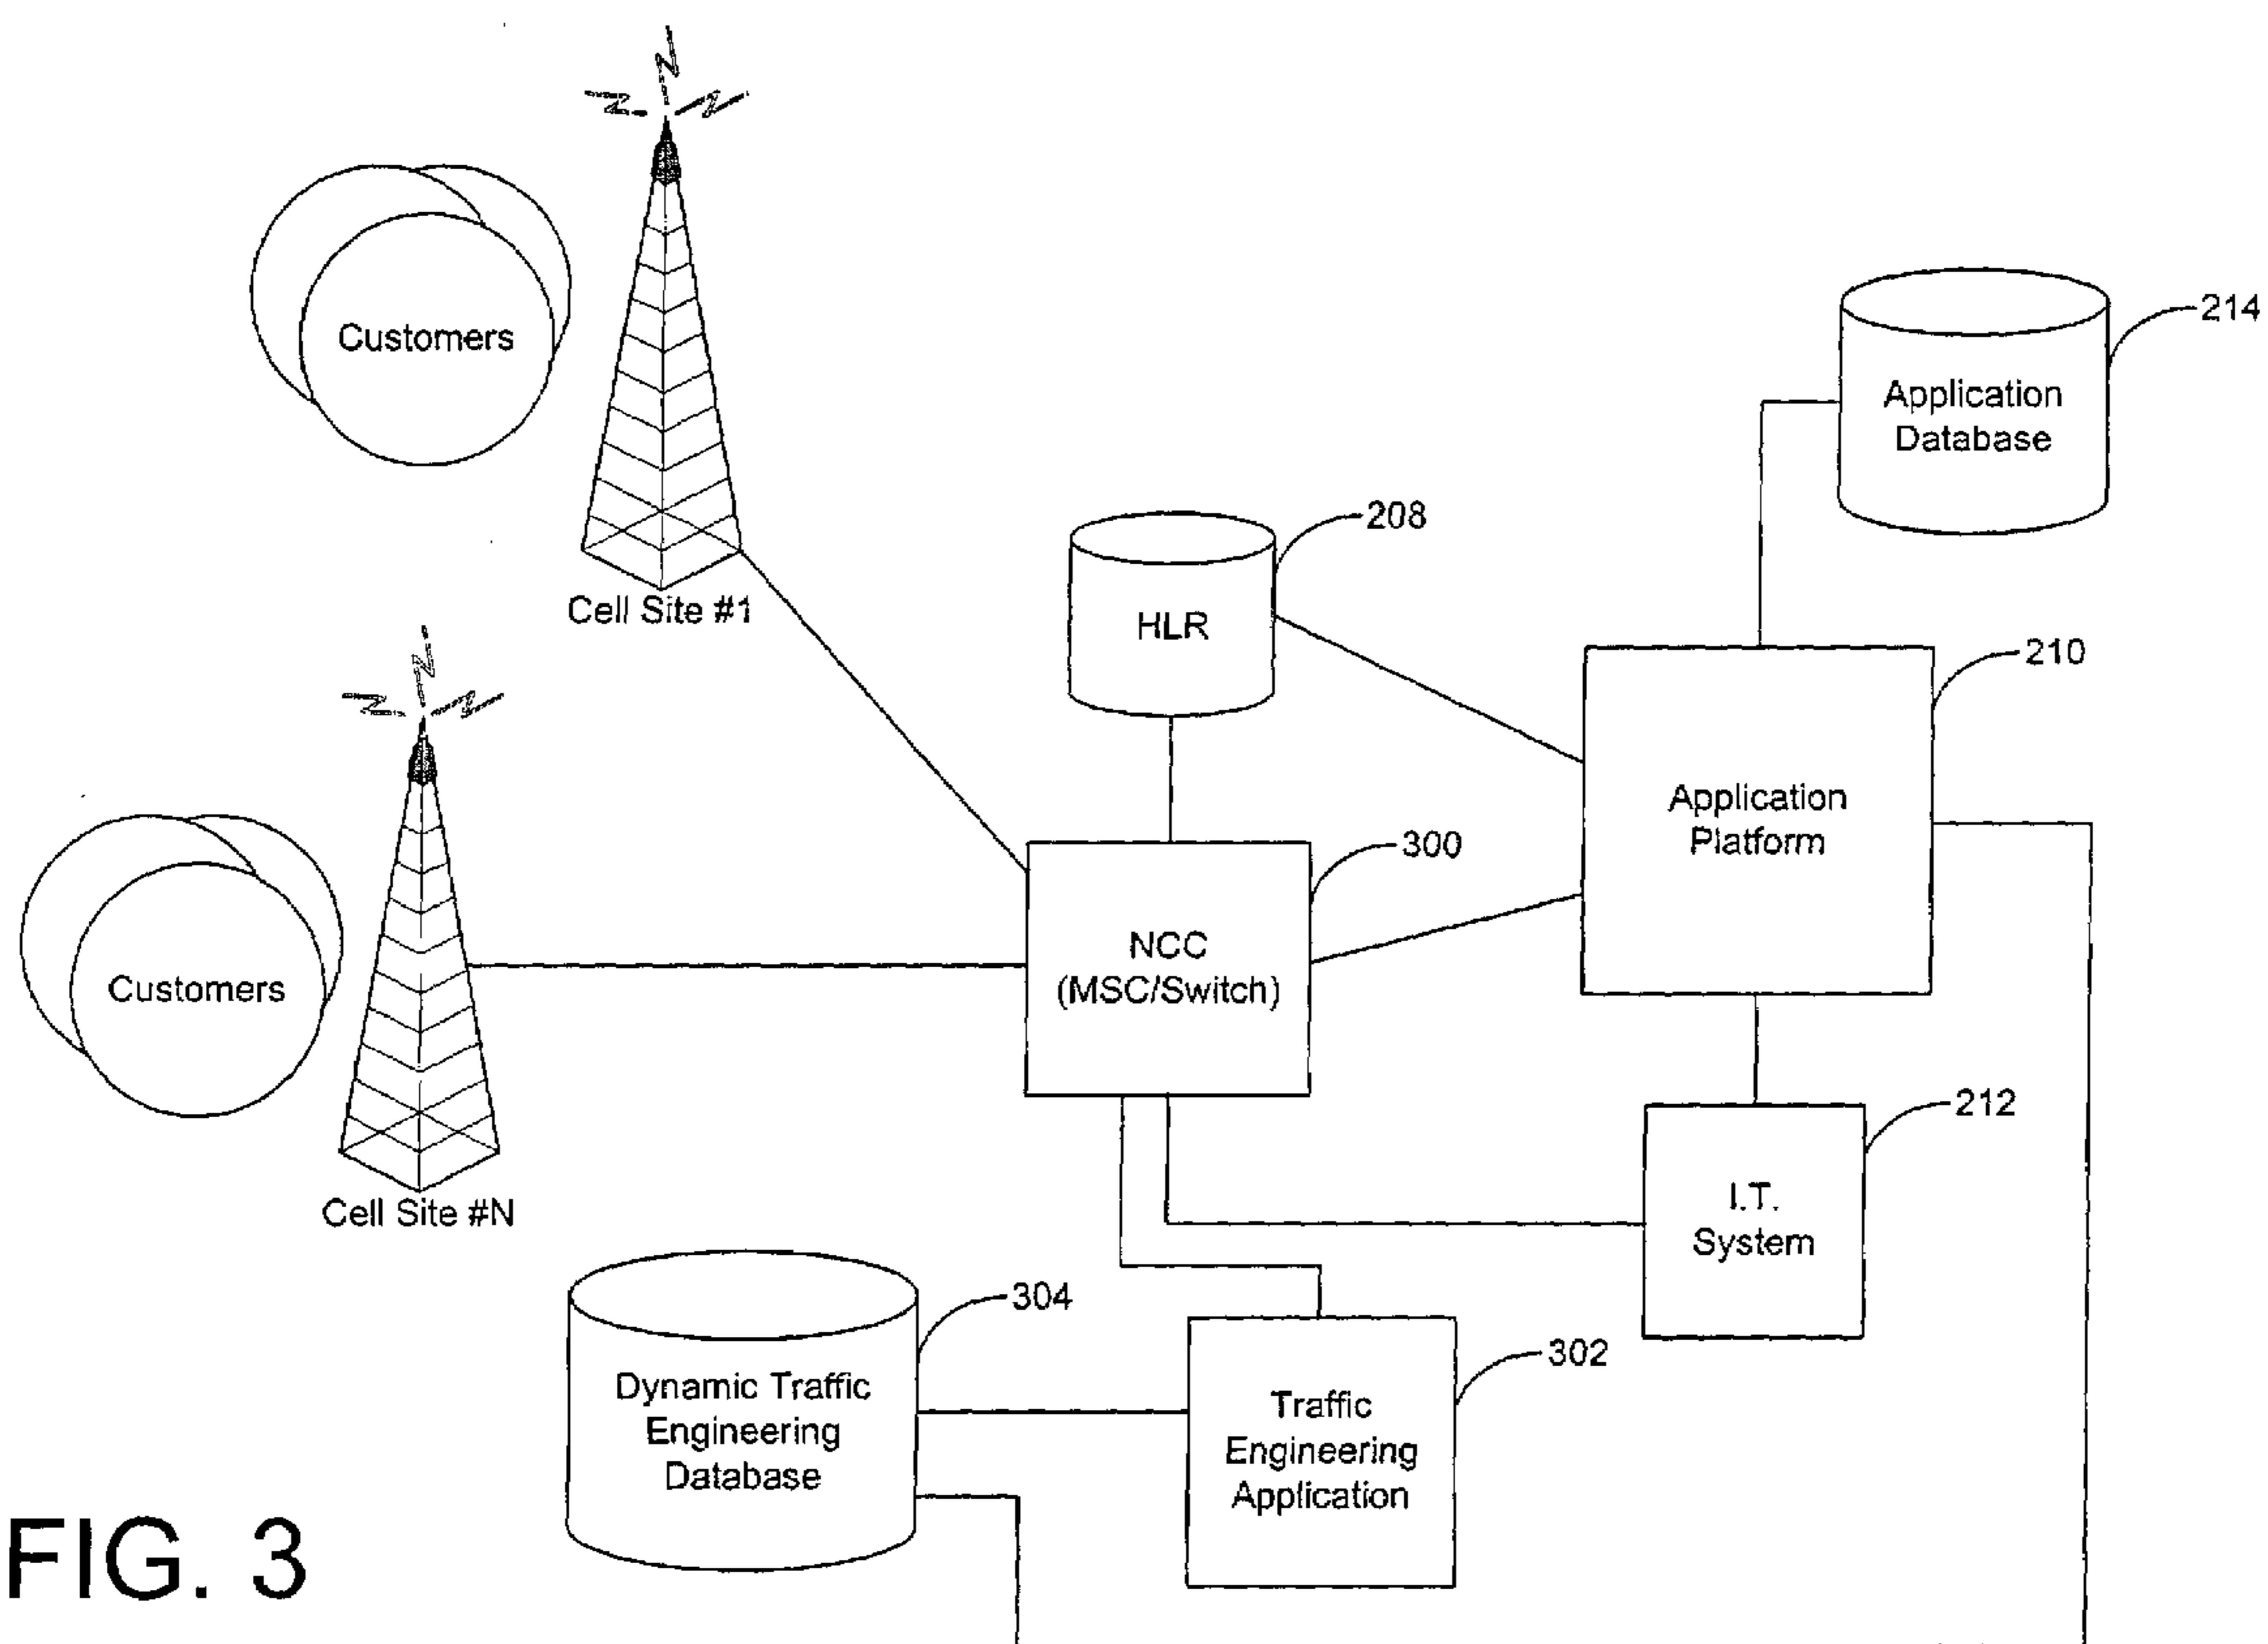 Customers
214
Application
Database
208
Cell Site #1
HLR
210
Application
Platform
300
NCC
(MSC/Switch)
Customers
212
I.T.
System
Cell Site #N
304
302
Dynamic Traffic
Engineering
Database
Traffic
Engineering
Application
FIG. 3